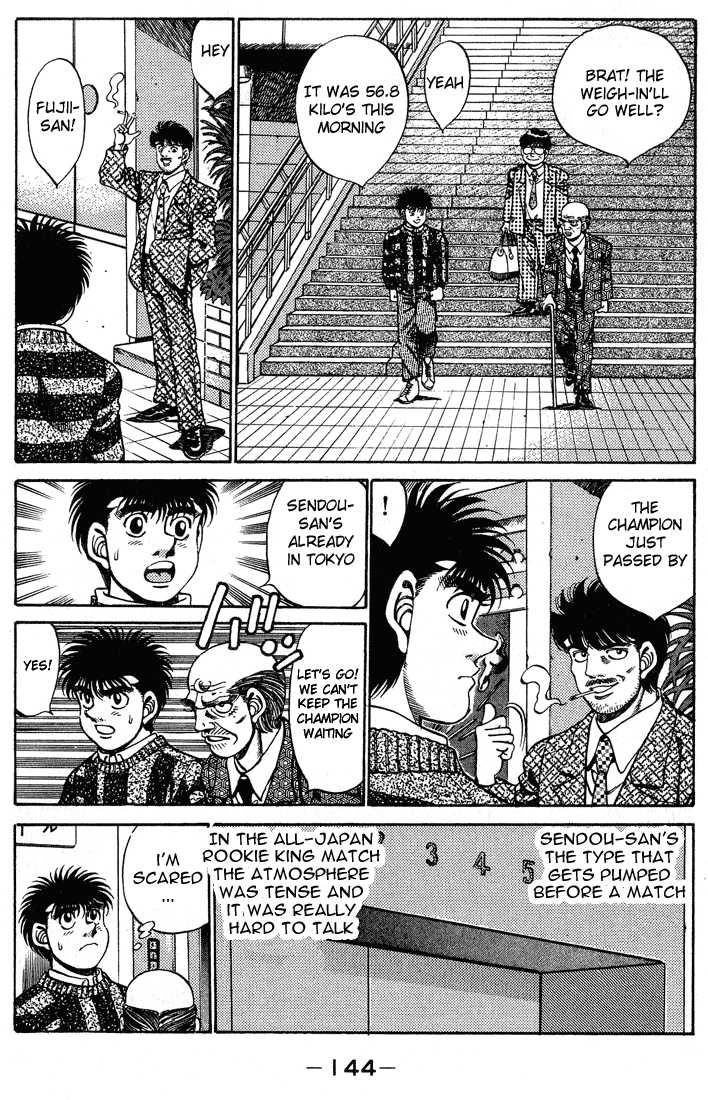 BRAT! THE
WEIGH-IN'LL
GO WELL?
YEAH
IT WAS 56.8
KILO'S THIS
MORNING
HEY
FUJII-
SAN!
THE
CHAMPION
JUST
PASSED BY
!
SENDOU-
SAN'S
ALREADY
IN TOKYO
LET'S GO!
WE CAN'T
KEEP THE
CHAMPION
WAITING
YES!
SENDOU-SAN'S
THE TYPE THAT
GETS PUMPED
BEFORE A MATCH
3 4 5
IN THE ALL-JAPAN
ROOKIE KING MATCH
THE ATMOSPHERE
WAS TENSE AND
IT WAS REALLY
HARD TO TALK
I'M
SCARED
...
ール
-144-